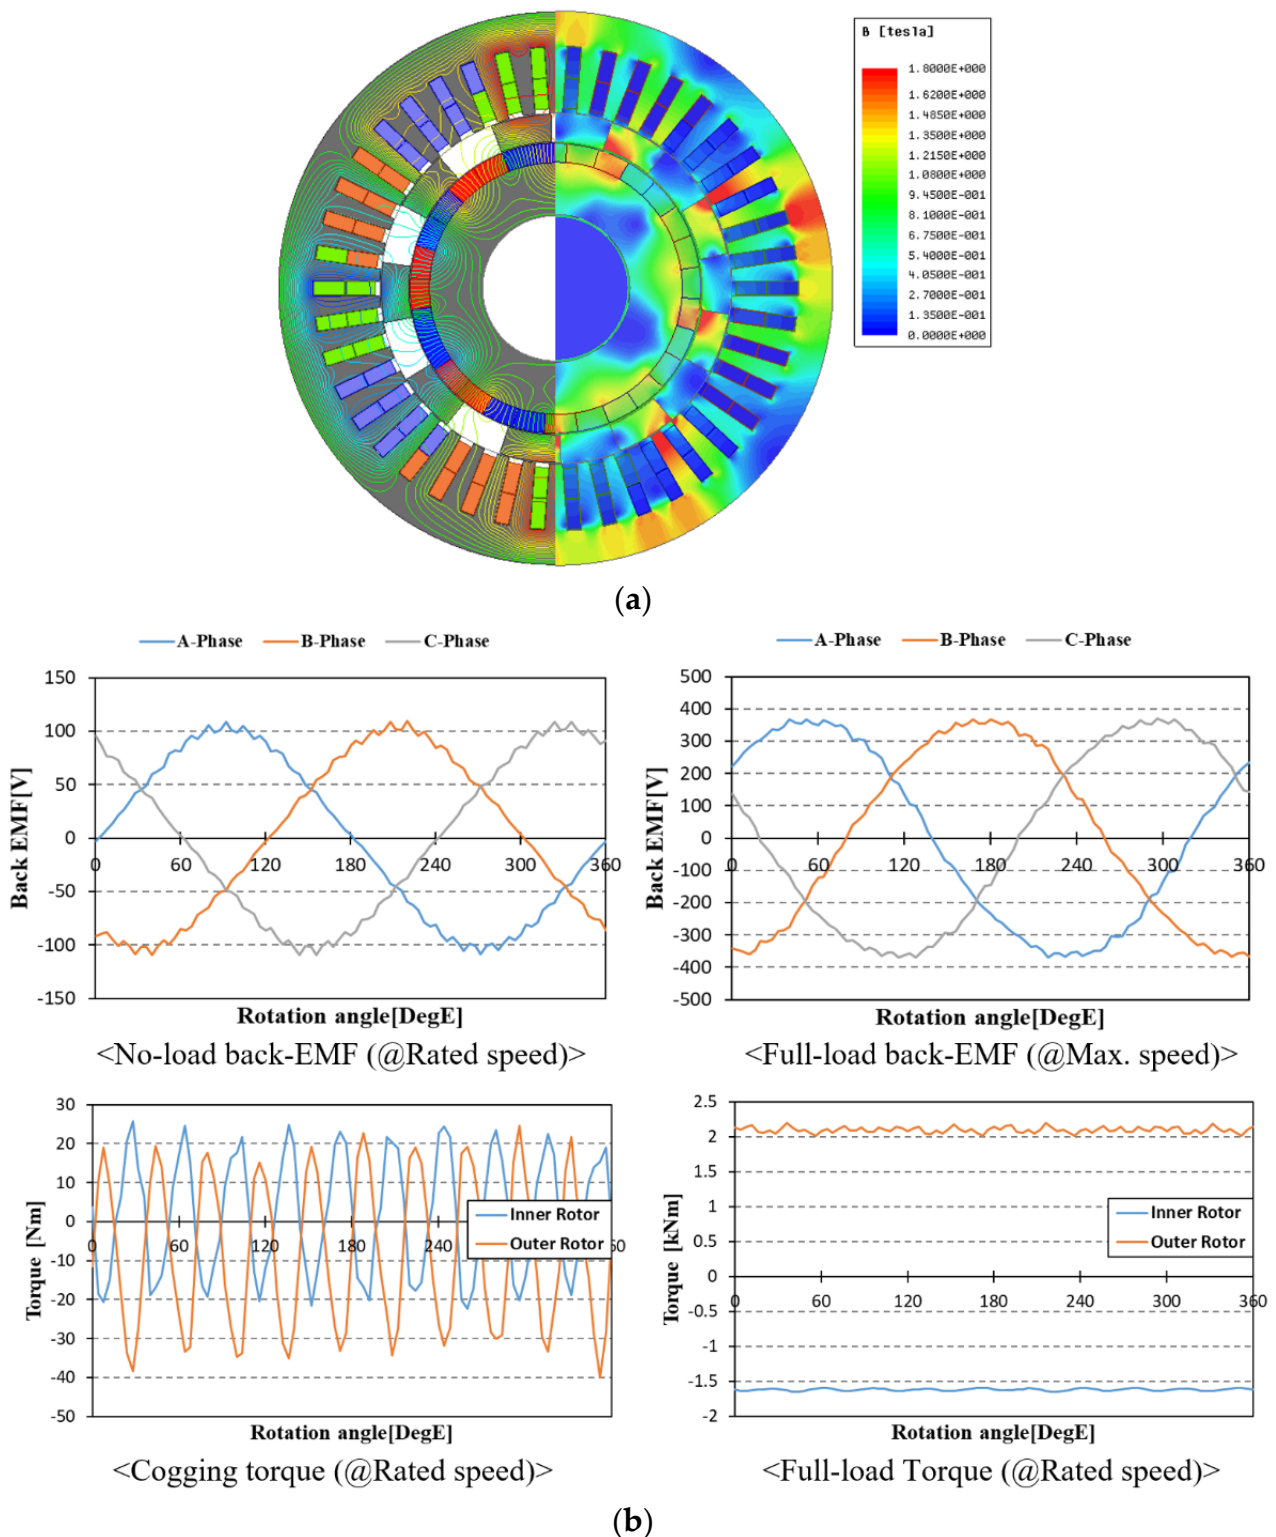 B [tesla]
1.8000E+000
1.6200E+000
1.4850E+000
1.3500E+000
1.2150E+000
1.0800E+000
9.4500E-001
8.1000E-001
6.7500E-001
5.4000E-001
4.0500E-001
2.7000E-001
1.3500E-001
0.0000E+000
(a)
A-Phase B-Phase C-Phase
150
100
50
0
-50
-100
-150
0 60 120 180 240 300 360
Back EMF[V]
Rotation angle[DegE]
<No-load back-EMF (@Rated speed)>
A-Phase B-Phase C-Phase
500
400
300
200
100
0
-100
-200
-300
-400
-500
0 60 120 180 240 300 360
Back EMF[V]
Rotation angle[DegE]
<Full-load back-EMF (@Max. speed)>
30
20
10
0
-10
-20
-30
-40
-50
0 60 120 180 240 60
Torque [Nm]
Inner Rotor
Outer Rotor
Rotation angle[DegE]
<Cogging torque (@Rated speed)>
2.5
2
1.5
1
0.5
0
-0.5
-1
-1.5
-2
0 60 120 180 240 300 360
Torque [kNm]
Inner Rotor
Outer Rotor
Rotation angle[DegE]
<Full-load Torque (@Rated speed)>
(b)